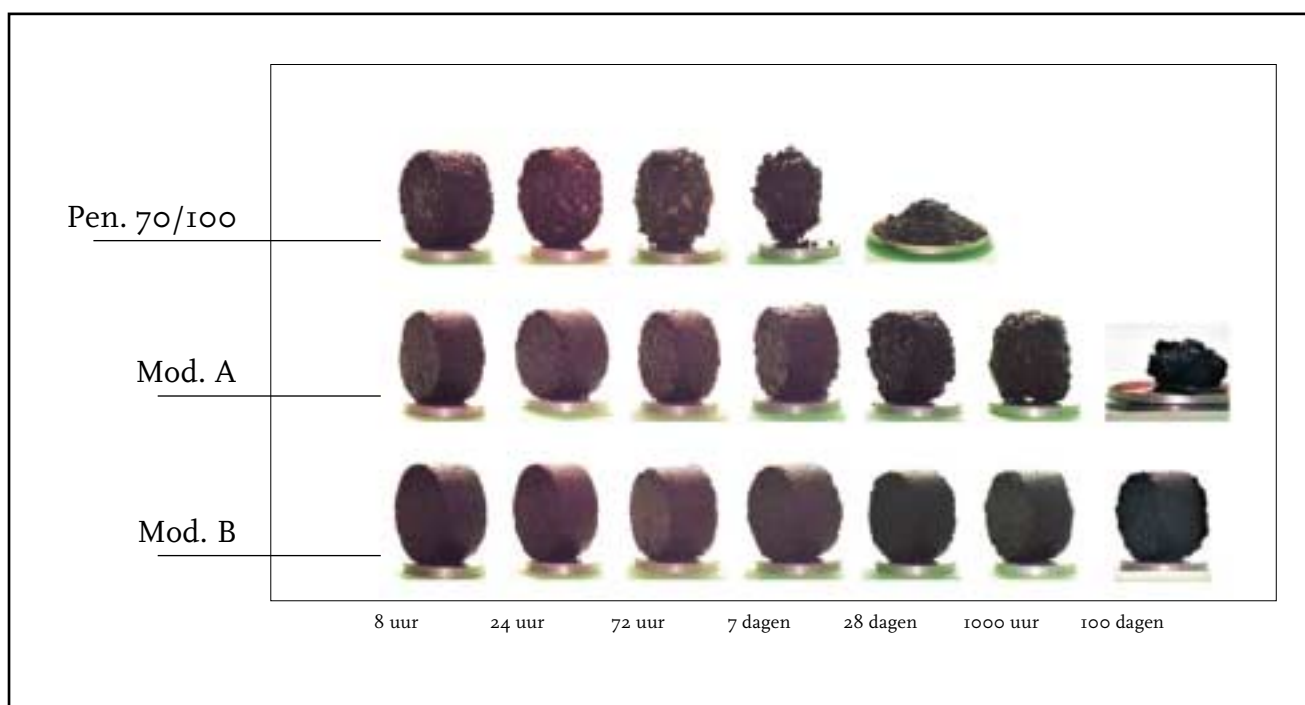 Pen. 70/100
Mod. A
Mod. B
8 uur 24 uur 72 uur 7 dagen 28 dagen 1000 uur 100 dagen